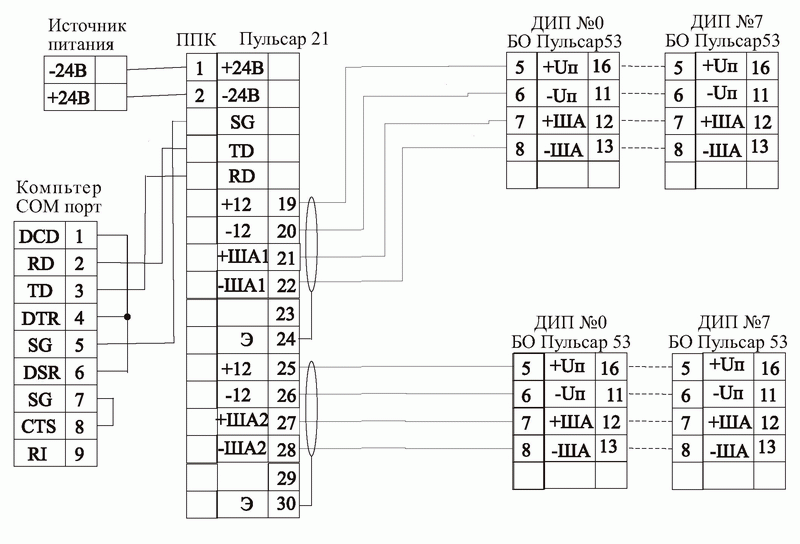 Источник
питания
-24В
+24В
ППК Пульсар 21
1 +24В
2 -24В
SG
TD
RD
+12 19
-12 20
+ША1 21
-ША1 22
23
Э 24
+12 25
-12 26
+ША2 27
-ША2 28
29
Э 30
Компьтер
COM порт
DCD 1
RD 2
TD 3
DTR 4
SG 5
DSR 6
SG 7
CTS 8
RI 9
ДИП №0
БО Пульсар53
5 +Uп 16
6 -Uп 11
7 +ША 12
8 -ША 13
ДИП №7
БО Пульсар53
5 +Uп 16
6 -Uп 11
7 +ША 12
8 -ША 13
ДИП №0
БО Пульсар 53
5 +Uп 16
6 -Uп 11
7 +ША 12
8 -ША 13
ДИП №7
БО Пульсар 53
5 +Uп 16
6 -Uп 11
7 +ША 12
8 -ША 13